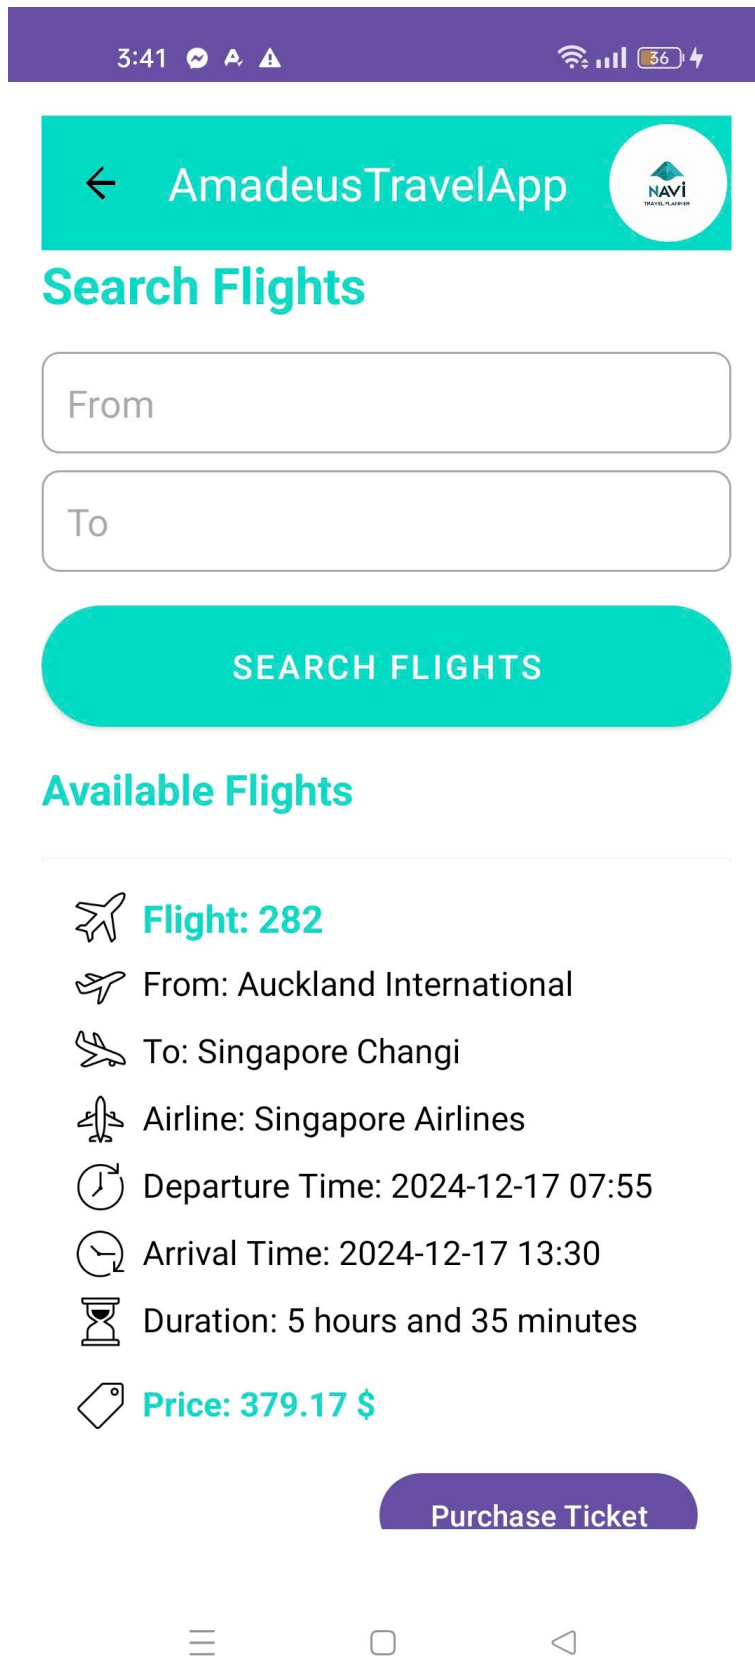 3:41
36
AmadeusTravelApp
NAVİ
TRAVEL PLANNER
Search Flights
From
To
SEARCH FLIGHTS
Available Flights
Flight: 282
From: Auckland International
To: Singapore Changi
Airline: Singapore Airlines
Departure Time: 2024-12-17 07:55
Arrival Time: 2024-12-17 13:30
Duration: 5 hours and 35 minutes
Price: 379.17 $
Purchase Ticket